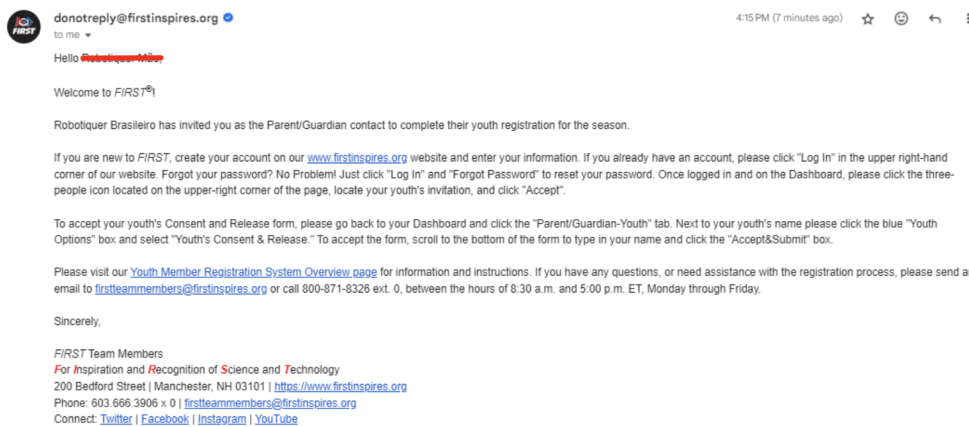 FIRST
donotreply@firstinspires.org
4:15 PM (7 minutes ago)
to me
Hello
Welcome to FIRST®!
Robotiquer Brasileiro has invited you as the Parent/Guardian contact to complete their youth registration for the season.
If you are new to FIRST, create your account on our www.firstinspires.org website and enter your information. If you already have an account, please click "Log In" in the upper right-hand
corner of our website. Forgot your password? No Problem! Just click "Log In" and "Forgot Password" to reset your password. Once logged in and on the Dashboard, please click the three-
people icon located on the upper-right corner of the page, locate your youth's invitation, and click "Accept".
To accept your youth's Consent and Release form, please go back to your Dashboard and click the "Parent/Guardian-Youth" tab. Next to your youth's name please click the blue "Youth
Options" box and select "Youth's Consent & Release." To accept the form, scroll to the bottom of the form to type in your name and click the "Accept&Submit" box.
Please visit our Youth Member Registration System Overview page for information and instructions. If you have any questions, or need assistance with the registration process, please send a
email to firstteammembers@firstinspires.org or call 800-871-8326 ext. 0, between the hours of 8:30 a.m. and 5:00 p.m. ET, Monday through Friday.
Sincerely,
FIRST Team Members
For Inspiration and Recognition of Science and Technology
200 Bedford Street | Manchester, NH 03101 | https://www.firstinspires.org
Phone: 603.666.3906 x 0 | firstteammembers@firstinspires.org
Connect: Twitter | Facebook | Instagram | YouTube